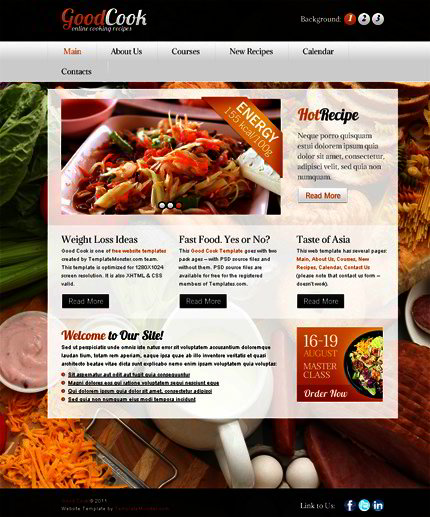 GoodCook
online cooking recipes
Background: 1 2 3
Main About Us Courses New Recipes Calendar
Contacts
ENERGY
155 kcal/100g
HotRecipe
Neque porro quisquam
estui dolorem ipsum quia
dolor sit amet, consectetur,
adipisci velit, sed quia non
numquam.
Read More
Weight Loss Ideas
Good Cook is one of free website templates
created by TemplateMonster.com team.
This template is optimized for 1280X1024
screen resolution. It is also XHTML & CSS
valid.
Read More
Fast Food. Yes or No?
This Good Cook Template goes with two
packages – with PSD source files and
without them. PSD source files are
available for free for the registered
members of Templates.com.
Read More
Taste of Asia
This web template has several pages:
Main, About Us, Courses, New
Recipes, Calendar, Contact Us
(please note that contact us form –
doesn't work).
Read More
Welcome to Our Site!
Sed ut perspiciatis unde omnis iste natus error sit voluptatem accusantium doloremque
laudan tium, totam rem aperiam, eaque ipsa quae ab illo inventore veritatis et quasi
architecto beatae vitae dicta sunt explicabo nemo enim ipsam voluptatem quia voluptas:
Sit aspernatur aut odit aut fugit quia consequuntur
Magni dolores eos qui ratione voluptatem sequi nesciunt eque
Qui dolorem ipsum quia dolor sit amet, consectetur adipisci
Sed quia non numquam eius modi tempora incidunt
16-19
AUGUST
MASTER
CLASS
Order Now
Good Cook © 2011
Website Template by TemplateMonster.com
Link to Us: